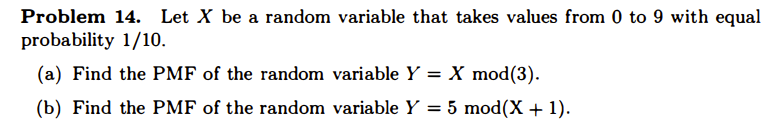 Problem 14. Let X be a random variable that takes values from 0 to 9 with equal
probability 1/10.
(a) Find the PMF of the random variable Y = X mod(3).
(b) Find the PMF of the random variable Y = 5 mod(X + 1).